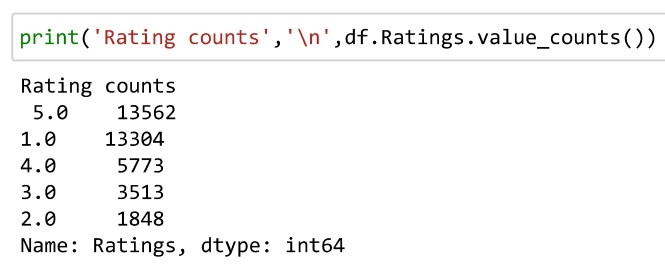 print('Rating counts','\n',df.Ratings.value_counts())
Rating counts
 5.0    13562
1.0    13304
4.0     5773
3.0     3513
2.0     1848
Name: Ratings, dtype: int64